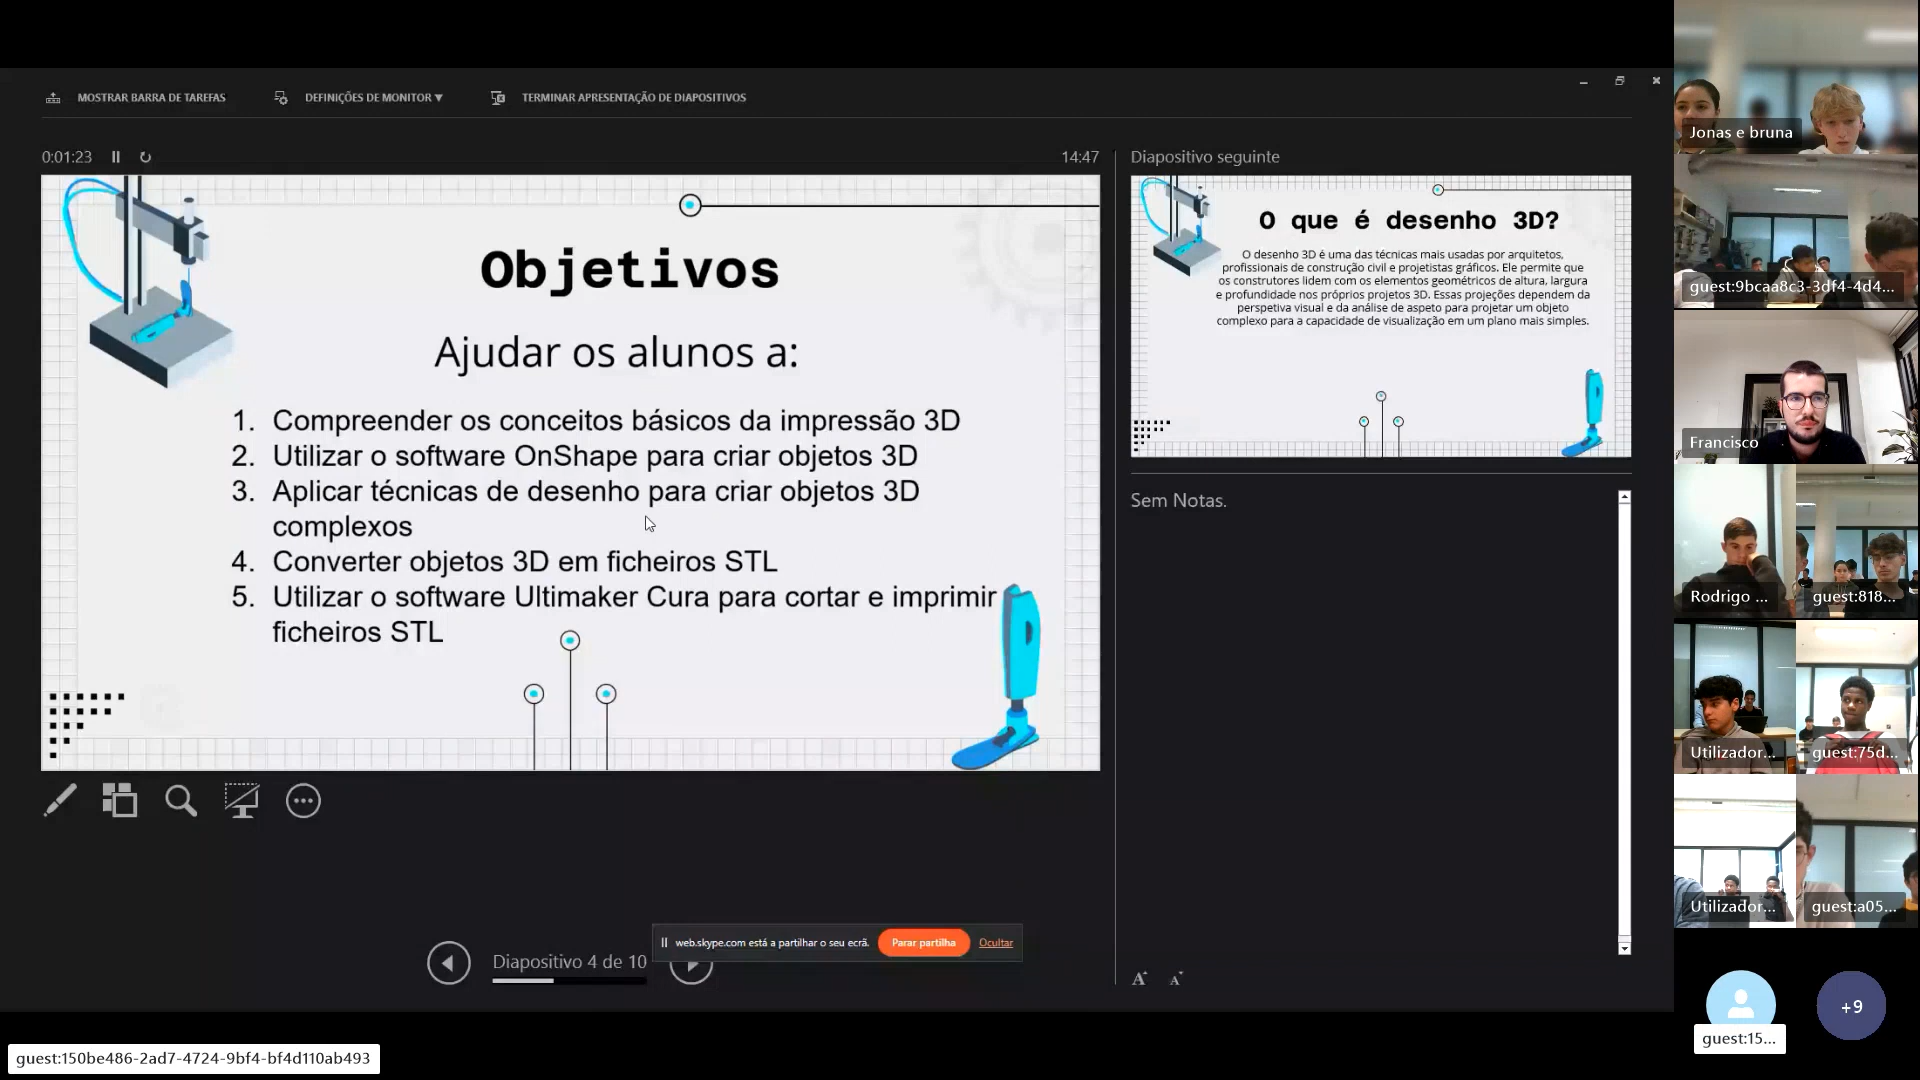 MOSTRAR BARRA DE TAREFAS
DEFINIÇÕES DE MONITOR ▼
TERMINAR APRESENTAÇÃO DE DIAPOSITIVOS
0:01:23
14:47
Objetivos
Ajudar os alunos a:
1. Compreender os conceitos básicos da impressão 3D
2. Utilizar o software OnShape para criar objetos 3D
3. Aplicar técnicas de desenho para criar objetos 3D
complexos
4. Converter objetos 3D em ficheiros STL
5. Utilizar o software Ultimaker Cura para cortar e imprimir
ficheiros STL
Diapositivo 4 de 10
web.skype.com está a partilhar o seu ecrã.
Parar partilha
Ocultar
Diapositivo seguinte
O que é desenho 3D?
O desenho 3D é uma das técnicas mais usadas por arquitetos,
profissionais de construção civil e projetistas gráficos. Ele permite que
os construtores lidem com os elementos geométricos de altura, largura
e profundidade nos próprios projetos 3D. Essas projeções dependem da
perspetiva visual e da análise de aspeto para projetar um objeto
complexo para a capacidade de visualização em um plano mais simples.
Sem Notas.
A A
Jonas e bruna
guest:9bcaa8c3-3df4-4d4...
Francisco
Rodrigo ...
guest:818...
Utilizador...
guest:75d...
Utilizador...
guest:a05...
guest:15...
+9
guest:150be486-2ad7-4724-9bf4-bf4d110ab493